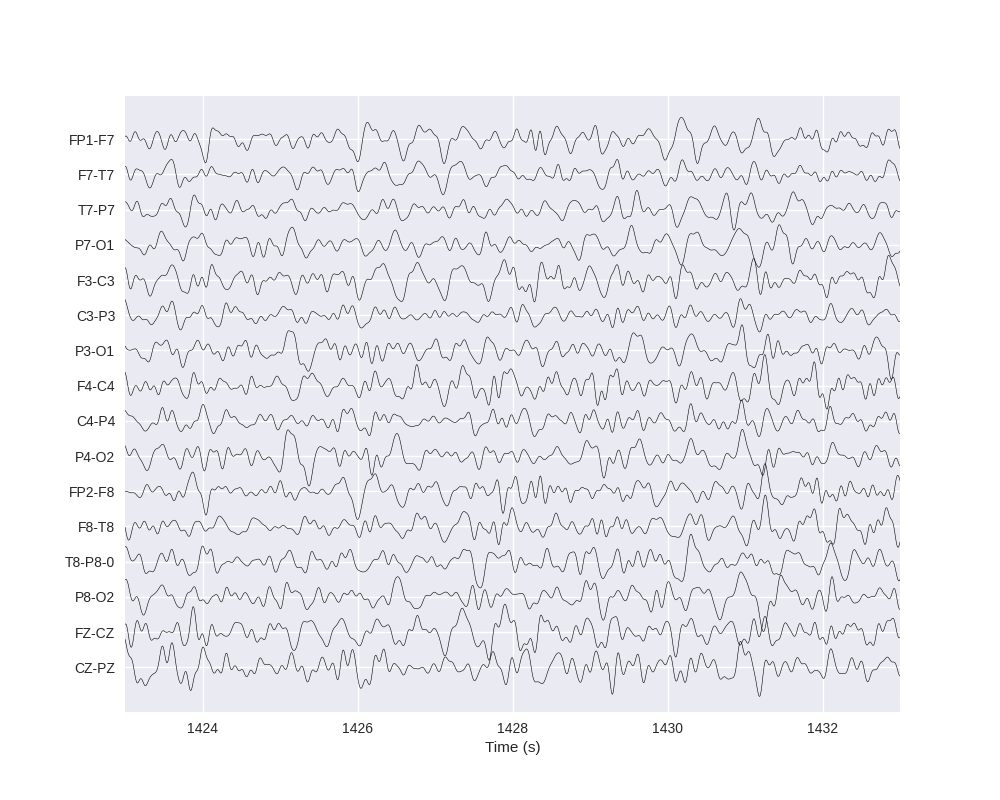 FP1-F7
F7-T7
T7-P7
P7-O1
F3-C3
C3-P3
P3-O1
F4-C4
C4-P4
P4-O2
FP2-F8
F8-T8
T8-P8-0
P8-O2
FZ-CZ
CZ-PZ
1424 1426 1428 1430 1432
Time (s)